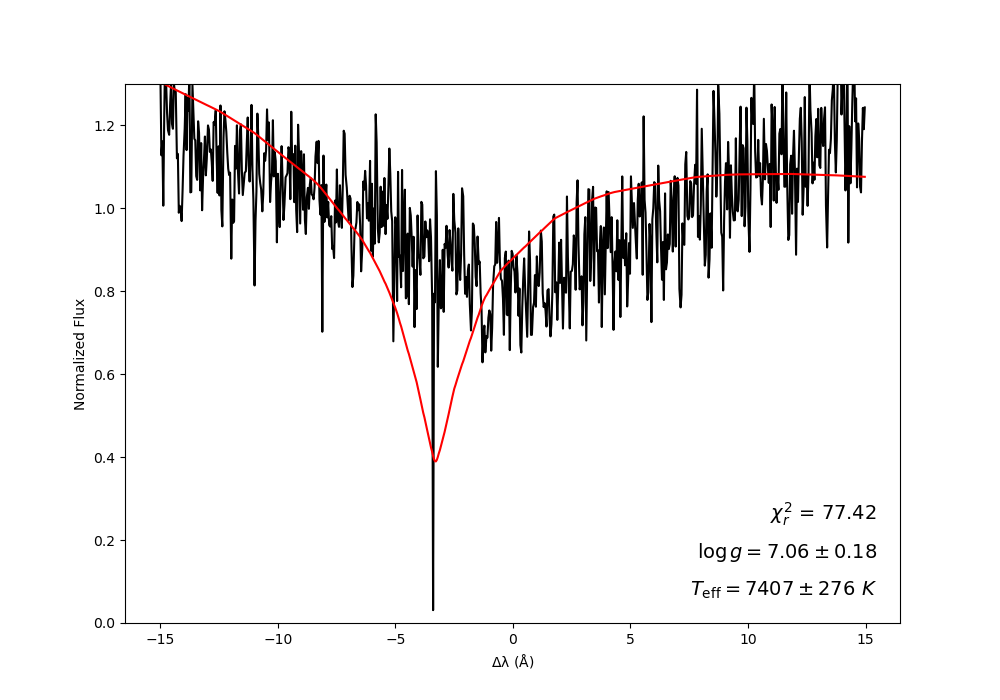 Normalized Flux
1.2
1.0
0.8
0.6
0.4
0.2
0.0
−15
−10
−5
0
5
10
15
Δλ (Å)
χ²ᵣ = 77.42
log g = 7.06 ± 0.18
T_eff = 7407 ± 276 K